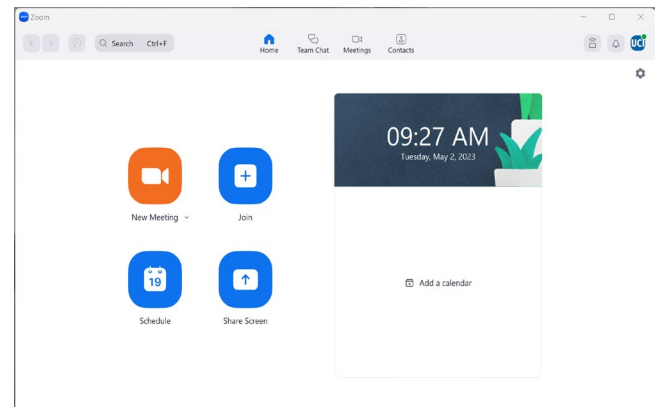 Zoom
Search Ctrl+F
Home
Team Chat
Meetings
Contacts
UCI
09:27 AM
Tuesday, May 2, 2023
New Meeting
Join
19
Schedule
Share Screen
Add a calendar